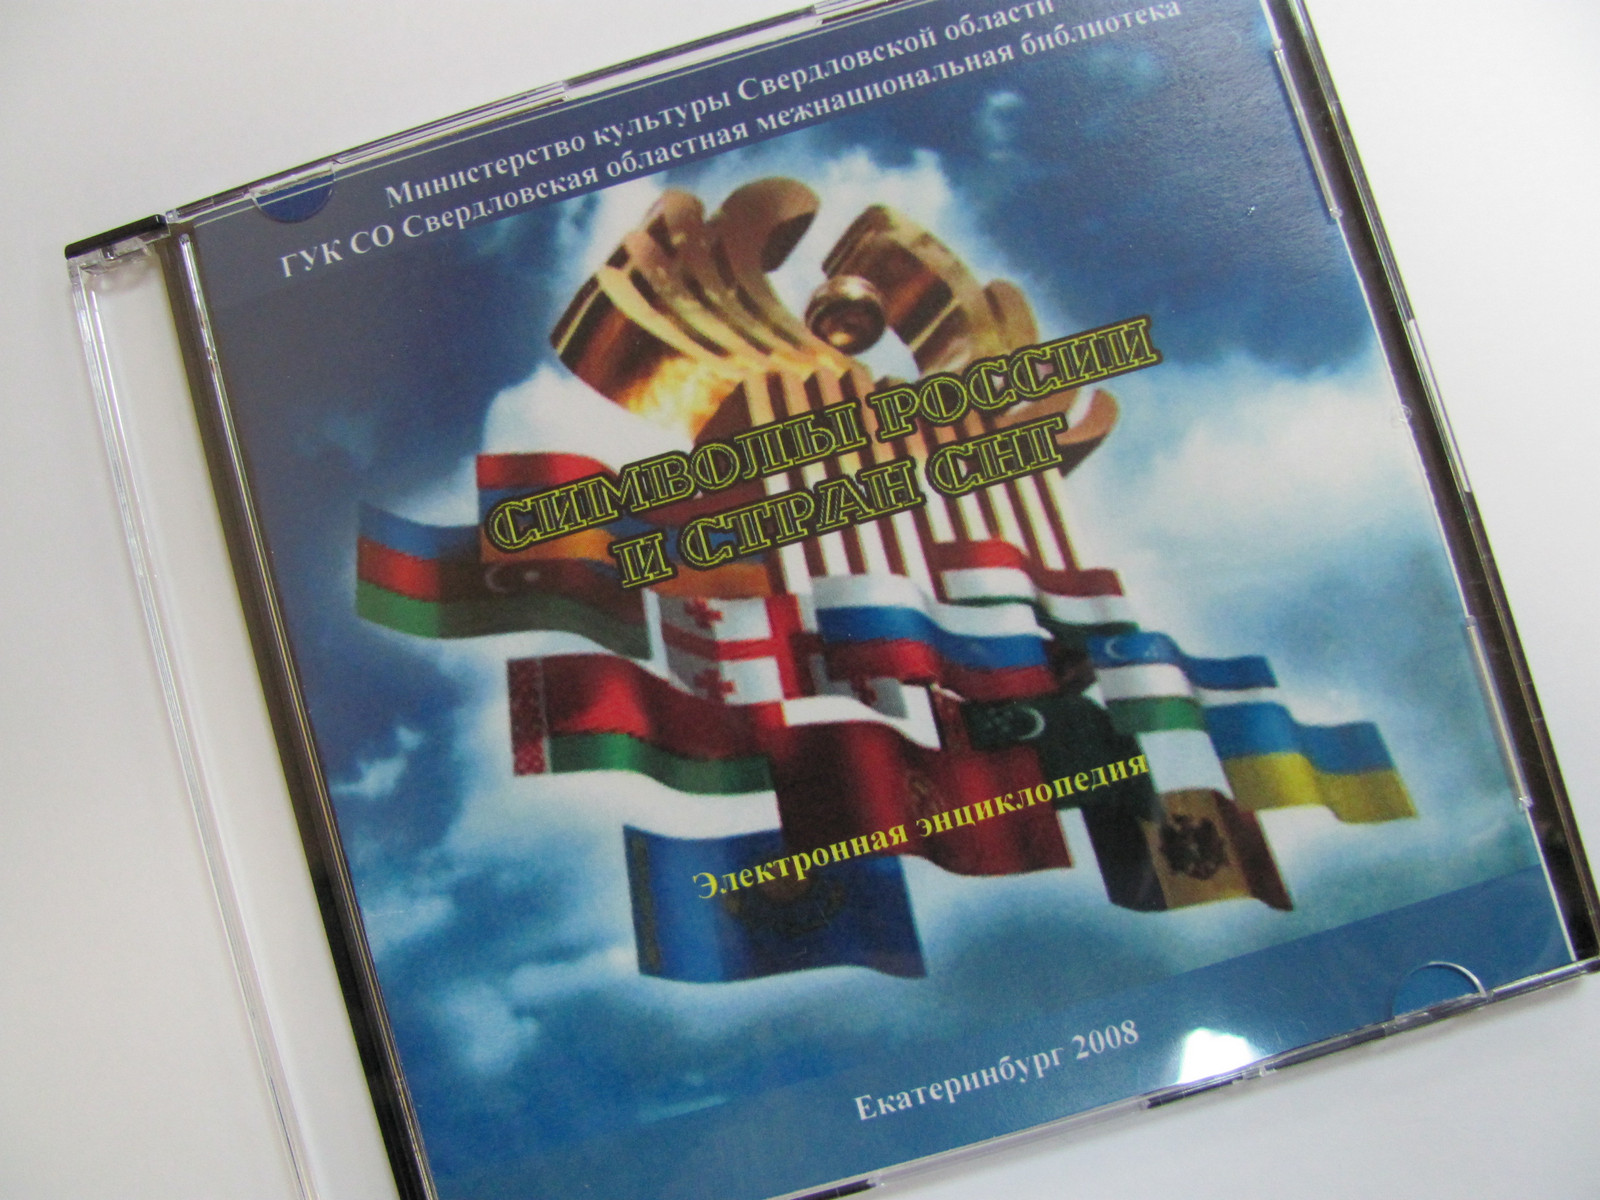 Министерство культуры Свердловской области
ГУК СО Свердловская областная межнациональная библиотека
СИМВОЛЫ РОССИИ
И СТРАН СНГ
Электронная энциклопедия
Екатеринбург 2008